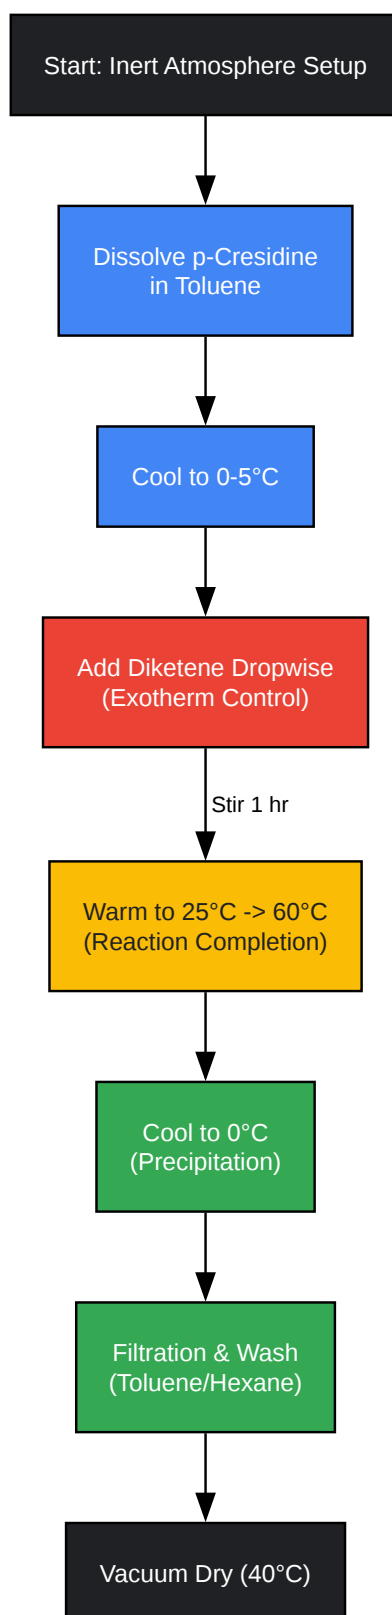 Start: Inert Atmosphere Setup
Dissolve p-Cresidine
in Toluene
Cool to 0-5°C
Add Diketene Dropwise
(Exotherm Control)
Stir 1 hr
Warm to 25°C -> 60°C
(Reaction Completion)
Cool to 0°C
(Precipitation)
Filtration & Wash
(Toluene/Hexane)
Vacuum Dry (40°C)